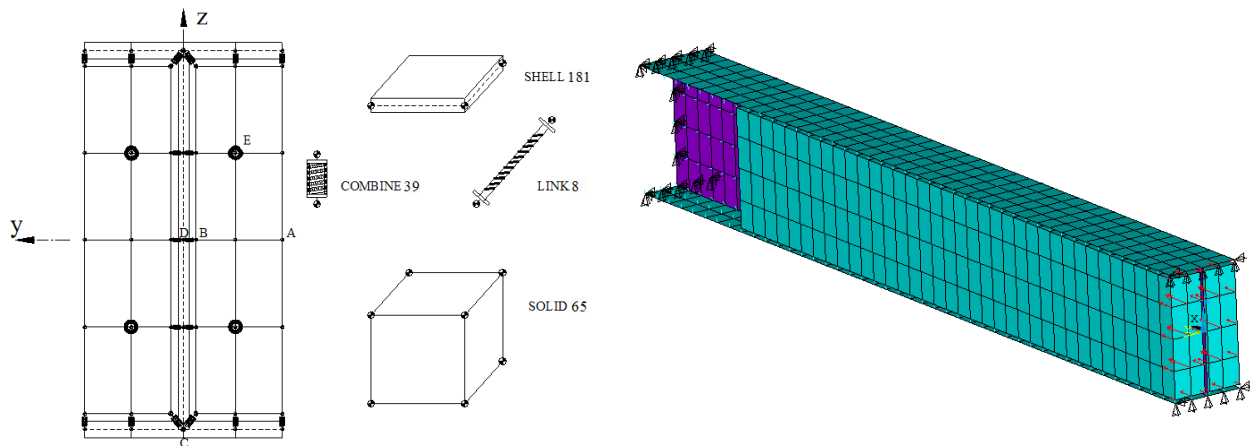 z
SHELL 181
E
COMBINE 39
LINK 8
y
D B A
SOLID 65
X
C